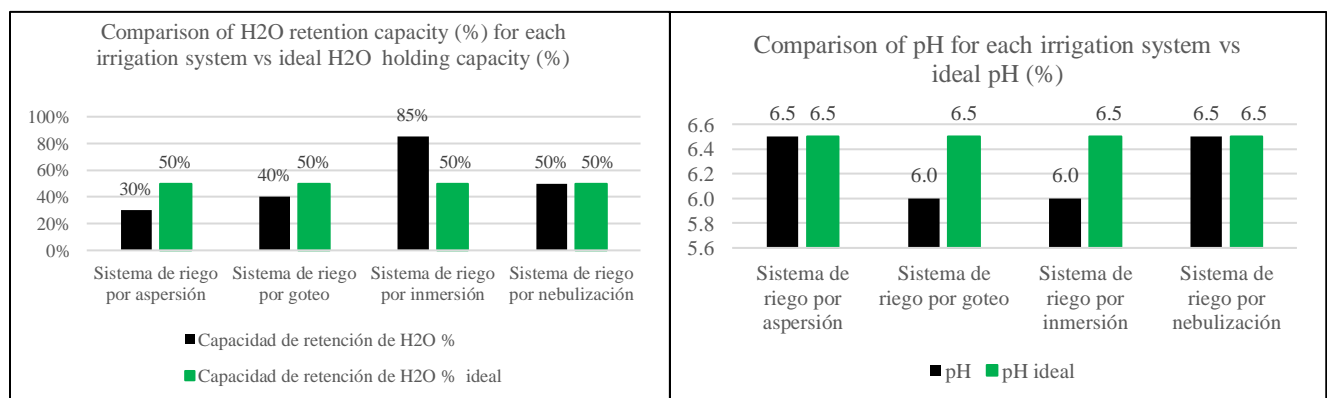 Comparison of H2O retention capacity (%) for each
irrigation system vs ideal H2O holding capacity (%)
100%
80%
60%
40%
20%
0%
30%
50%
40%
50%
85%
50%
50%
50%
Sistema de riego
por aspersión
Sistema de riego
por goteo
Sistema de riego
por inmersión
Sistema de riego
por nebulización
Capacidad de retención de H2O %
Capacidad de retención de H2O % ideal
Comparison of pH for each irrigation system vs
ideal pH (%)
6.6
6.4
6.2
6.0
5.8
5.6
6.5
6.5
6.0
6.5
6.0
6.5
6.5
6.5
Sistema de
riego por
aspersión
Sistema de
riego por goteo
Sistema de
riego por
inmersión
Sistema de
riego por
nebulización
pH
pH ideal